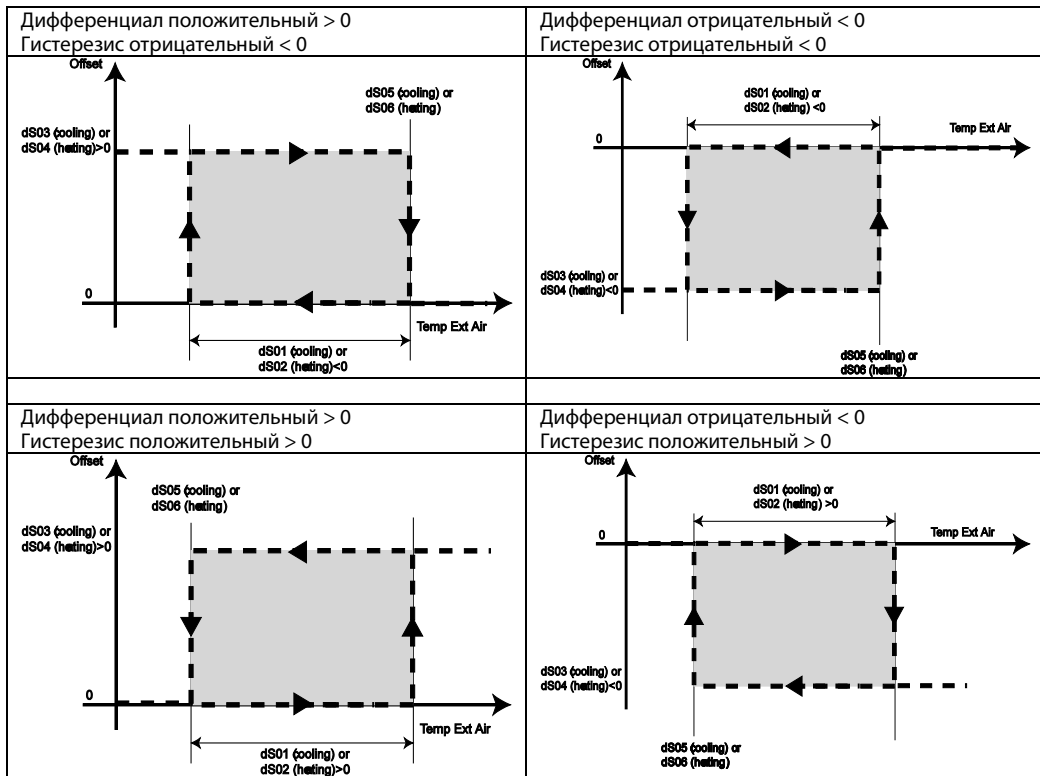 Дифференциал положительный > 0
Гистерезис отрицательный < 0
Offset
dS05 (cooling) or
dS06 (heating)
dS03 (cooling) or
dS04 (heating)>0
0
Temp Ext Air
dS01 (cooling) or
dS02 (heating)<0
Дифференциал отрицательный < 0
Гистерезис отрицательный < 0
dS01 (cooling) or
dS02 (heating) <0
0
Temp Ext Air
dS03 (cooling) or
dS04 (heating)<0
dS05 (cooling) or
dS06 (heating)
Дифференциал положительный > 0
Гистерезис положительный > 0
Offset
dS05 (cooling) or
dS06 (heating)
dS03 (cooling) or
dS04 (heating)>0
0
Temp Ext Air
dS01 (cooling) or
dS02 (heating)>0
Дифференциал отрицательный < 0
Гистерезис положительный > 0
dS01 (cooling) or
dS02 (heating) >0
0
Temp Ext Air
dS03 (cooling) or
dS04 (heating)<0
dS05 (cooling) or
dS06 (heating)